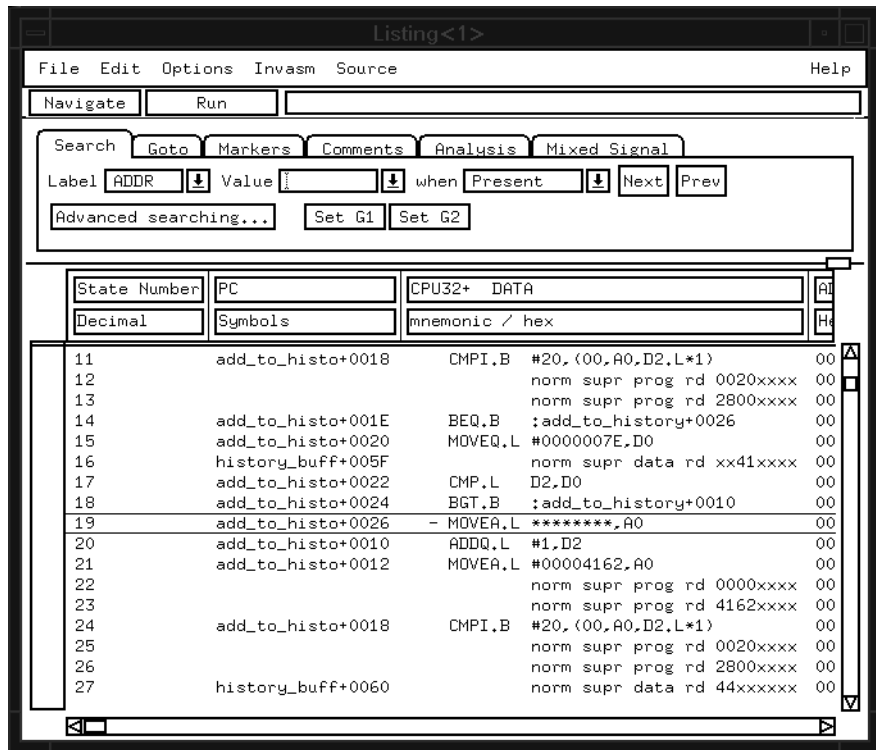 Listing<1>
File Edit Options Invasm Source Help
Navigate Run
Search Goto Markers Comments Analysis Mixed Signal
Label ADDR Value when Present Next Prev
Advanced searching... Set G1 Set G2
State Number PC CPU32+ DATA
Decimal Symbols mnemonic / hex He
11 add_to_histo+0018 CMPI.B #20,(00,A0,D2.L*1) 00
12 norm supr prog rd 0020xxxx 00
13 norm supr prog rd 2800xxxx 00
14 add_to_histo+001E BEQ.B :add_to_history+0026 00
15 add_to_histo+0020 MOVEQ.L #0000007E,D0 00
16 history_buff+005F norm supr data rd xx41xxxx 00
17 add_to_histo+0022 CMP.L D2,D0 00
18 add_to_histo+0024 BGT.B :add_to_history+0010 00
19 add_to_histo+0026 - MOVEA.L ********,A0 00
20 add_to_histo+0010 ADDQ.L #1,D2 00
21 add_to_histo+0012 MOVEA.L #00004162,A0 00
22 norm supr prog rd 0000xxxx 00
23 norm supr prog rd 4162xxxx 00
24 add_to_histo+0018 CMPI.B #20,(00,A0,D2.L*1) 00
25 norm supr prog rd 0020xxxx 00
26 norm supr prog rd 2800xxxx 00
27 history_buff+0060 norm supr data rd 44xxxxxx 00